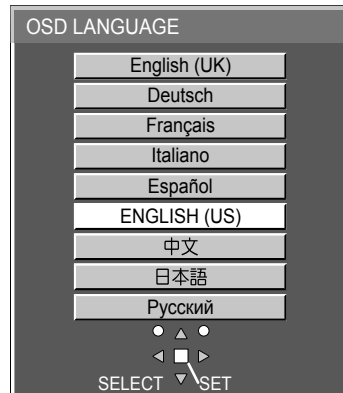 OSD LANGUAGE
English (UK)
Deutsch
Français
Italiano
Español
ENGLISH (US)
中文
日本語
Русский
SELECT SET